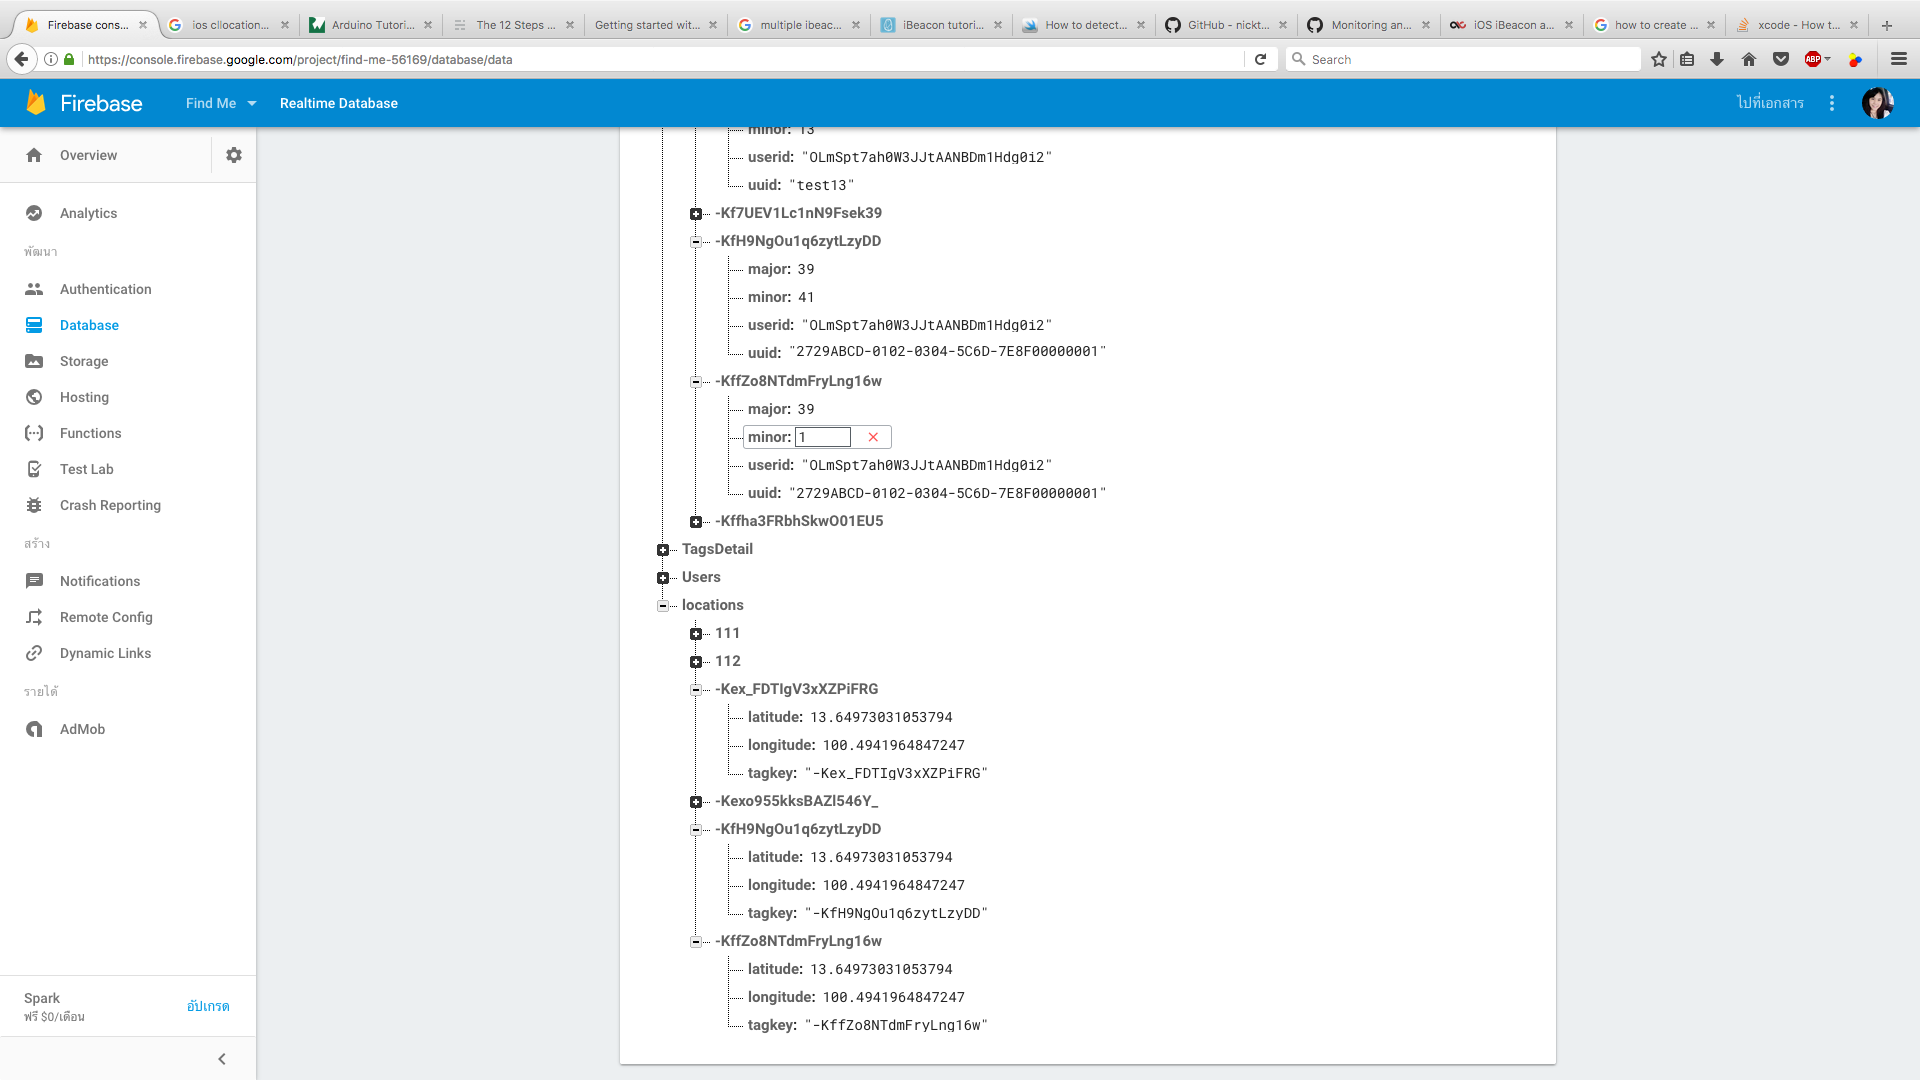 Firebase cons...
ios cllocation...
Arduino Tutori...
The 12 Steps ...
Getting started wit...
multiple ibeac...
iBeacon tutori...
How to detect...
GitHub - nickt...
Monitoring an...
iOS iBeacon a...
how to create ...
xcode - How t...
https://console.firebase.google.com/project/find-me-56169/database/data
Search
ABP
Firebase
Find Me
Realtime Database
ไปที่เอกสาร
Overview
Analytics
พัฒนา
Authentication
Database
Storage
Hosting
Functions
Test Lab
Crash Reporting
สร้าง
Notifications
Remote Config
Dynamic Links
รายได้
AdMob
Spark
ฟรี $0/เดือน
อัปเกรด
minor: 13
userid: "OLmSpt7ah0W3JJtAANBDm1Hdg0i2"
uuid: "test13"
-Kf7UEV1Lc1nN9Fsek39
-KfH9NgOu1q6zytLzyDD
major: 39
minor: 41
userid: "OLmSpt7ah0W3JJtAANBDm1Hdg0i2"
uuid: "2729ABCD-0102-0304-5C6D-7E8F00000001"
-KffZo8NTdmFryLng16w
major: 39
minor: 1
userid: "OLmSpt7ah0W3JJtAANBDm1Hdg0i2"
uuid: "2729ABCD-0102-0304-5C6D-7E8F00000001"
-Kffha3FRbhSkwO01EU5
TagsDetail
Users
locations
111
112
-Kex_FDTIgV3xXZPiFRG
latitude: 13.64973031053794
longitude: 100.4941964847247
tagkey: "-Kex_FDTIgV3xXZPiFRG"
-Kexo955kksBAZl546Y_
-KfH9NgOu1q6zytLzyDD
latitude: 13.64973031053794
longitude: 100.4941964847247
tagkey: "-KfH9NgOu1q6zytLzyDD"
-KffZo8NTdmFryLng16w
latitude: 13.64973031053794
longitude: 100.4941964847247
tagkey: "-KffZo8NTdmFryLng16w"